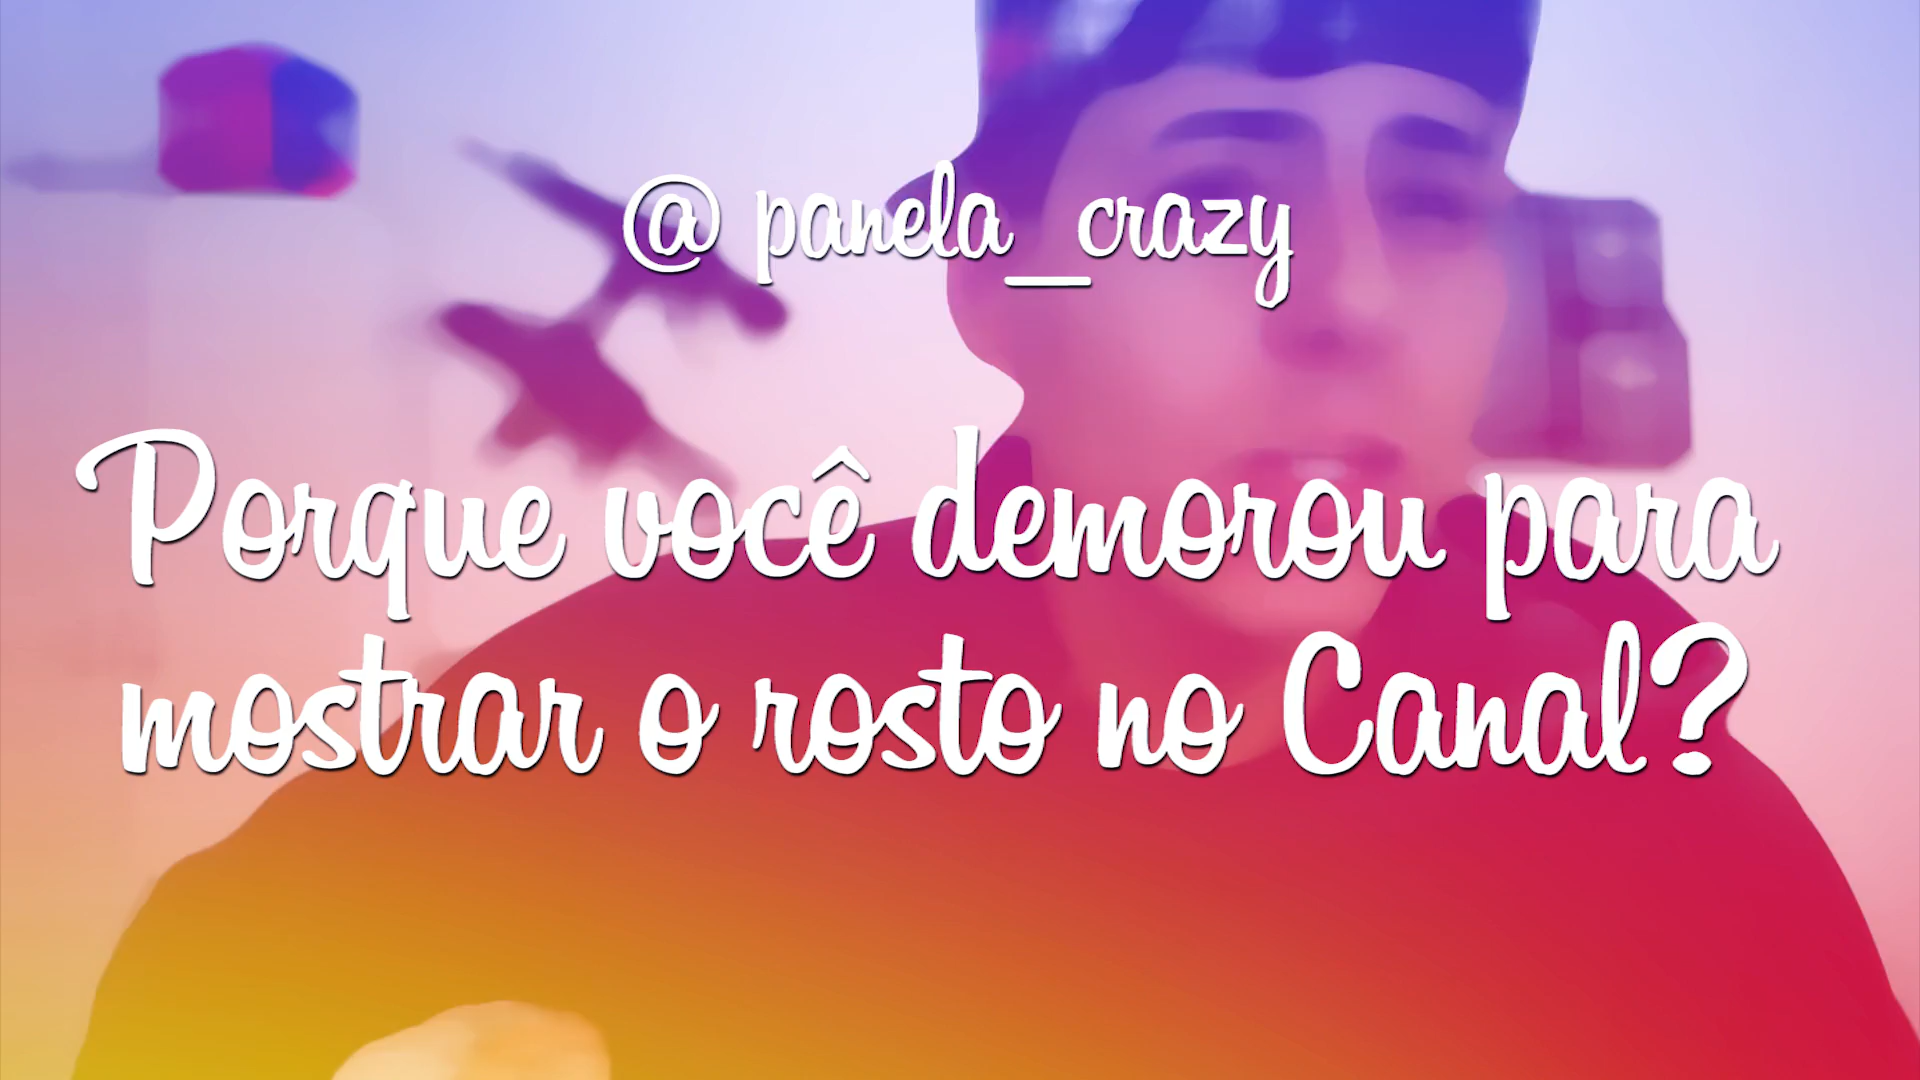 @ panela_crazy
Porque você demorou para
mostrar o rosto no Canal?